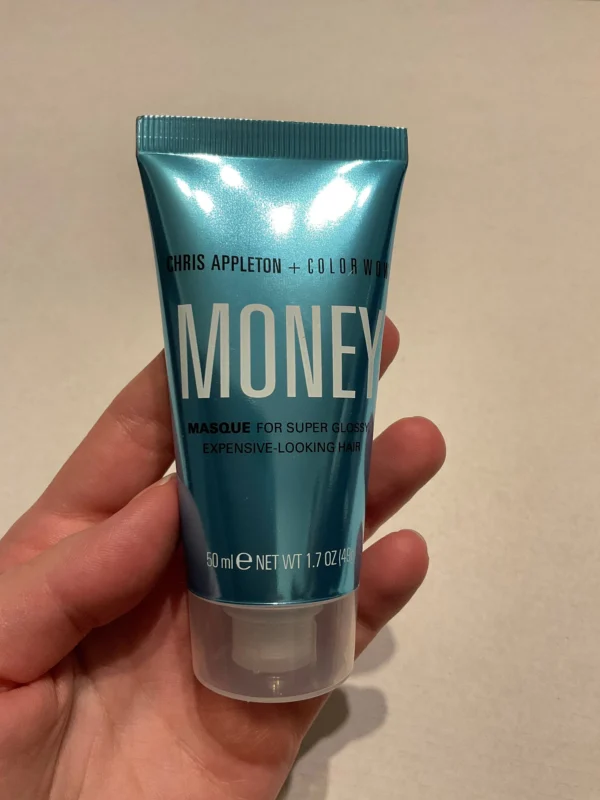 CHRIS APPLETON + COLOR WOW
MONEY
MASQUE FOR SUPER GLOSSY,
EXPENSIVE-LOOKING HAIR
50 ml e NET WT 1.7 OZ